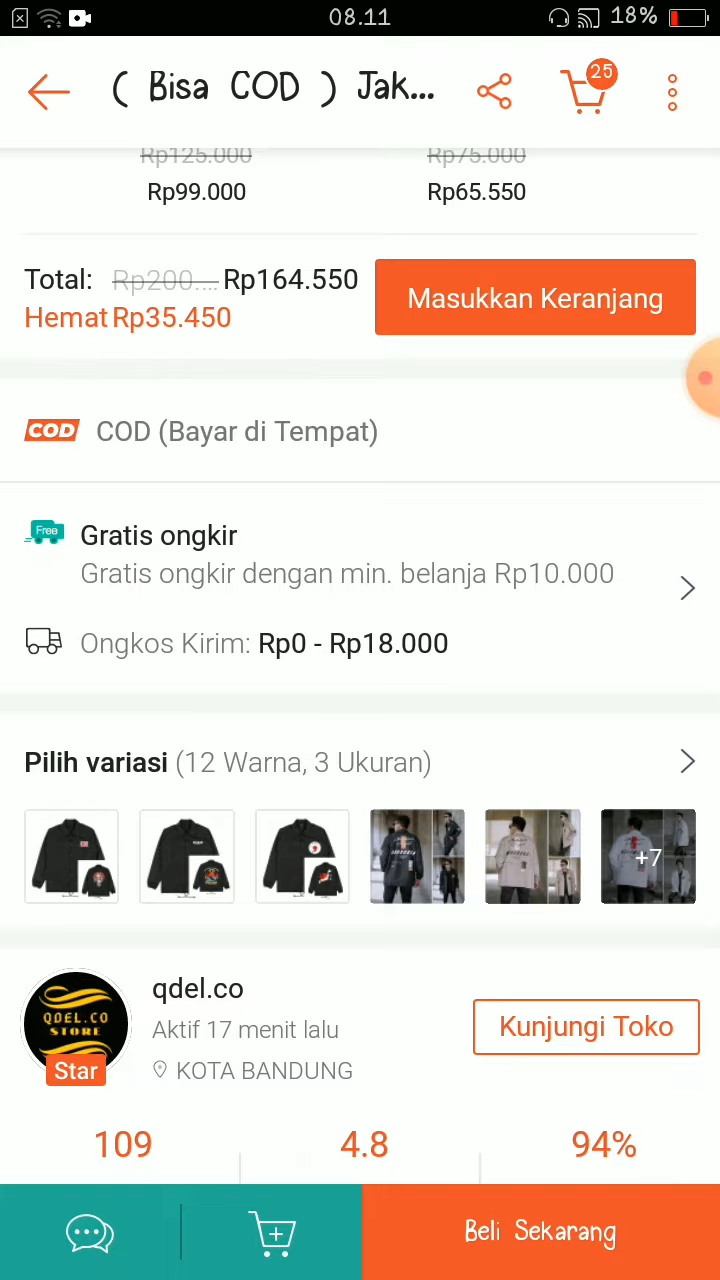 08.11
18%
( Bisa COD ) Jak...
25
Rp125.000
Rp75.000
Rp99.000
Rp65.550
Total: Rp200.... Rp164.550
Hemat Rp35.450
Masukkan Keranjang
COD COD (Bayar di Tempat)
Free
Gratis ongkir
Gratis ongkir dengan min. belanja Rp10.000
Ongkos Kirim: Rp0 - Rp18.000
Pilih variasi (12 Warna, 3 Ukuran)
+7
QDEL.CO
STORE
Star
qdel.co
Aktif 17 menit lalu
KOTA BANDUNG
Kunjungi Toko
109
4.8
94%
Beli Sekarang